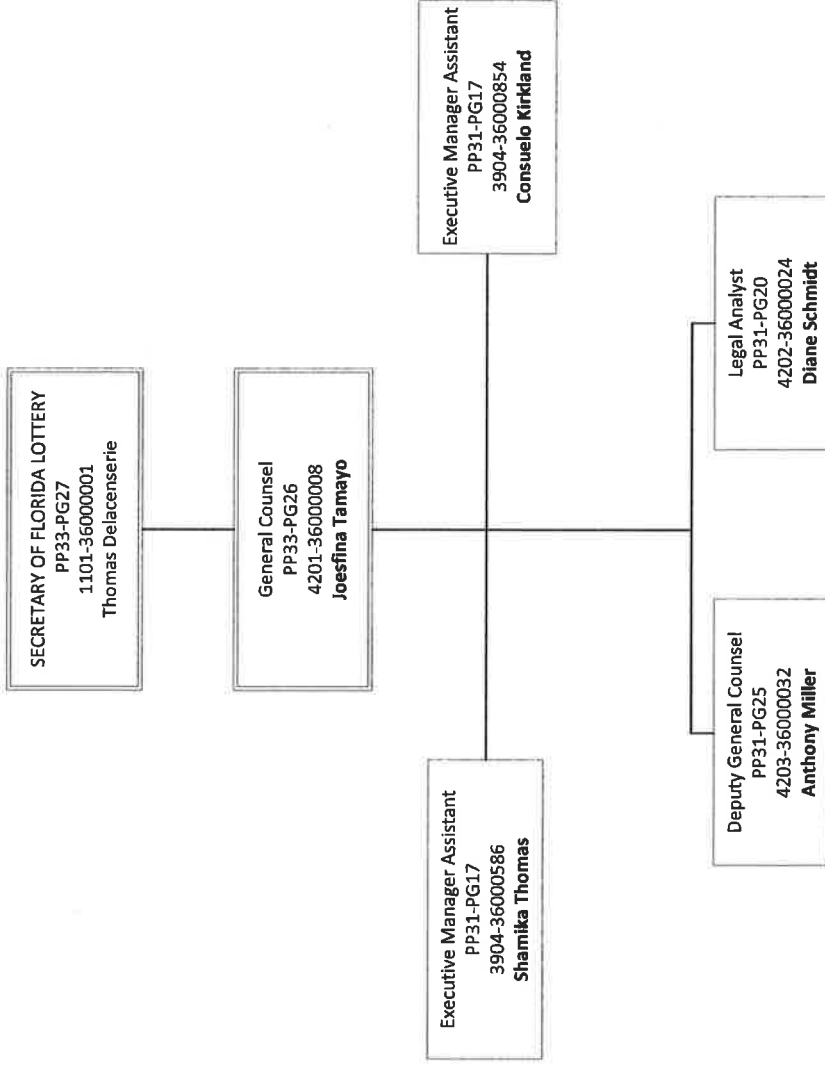 SECRETARY OF FLORIDA LOTTERY
PP33-PG27
1101-36000001
Thomas Delacenserie
General Counsel
PP33-PG26
4201-36000008
Joesfina Tamayo
Executive Manager Assistant
PP31-PG17
3904-36000586
Shamika Thomas
Executive Manager Assistant
PP31-PG17
3904-36000854
Consuelo Kirkland
Deputy General Counsel
PP31-PG25
4203-36000032
Anthony Miller
Legal Analyst
PP31-PG20
4202-36000024
Diane Schmidt